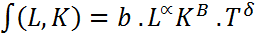 ∫(L, K) = b . L^∝ K^B . T^δ